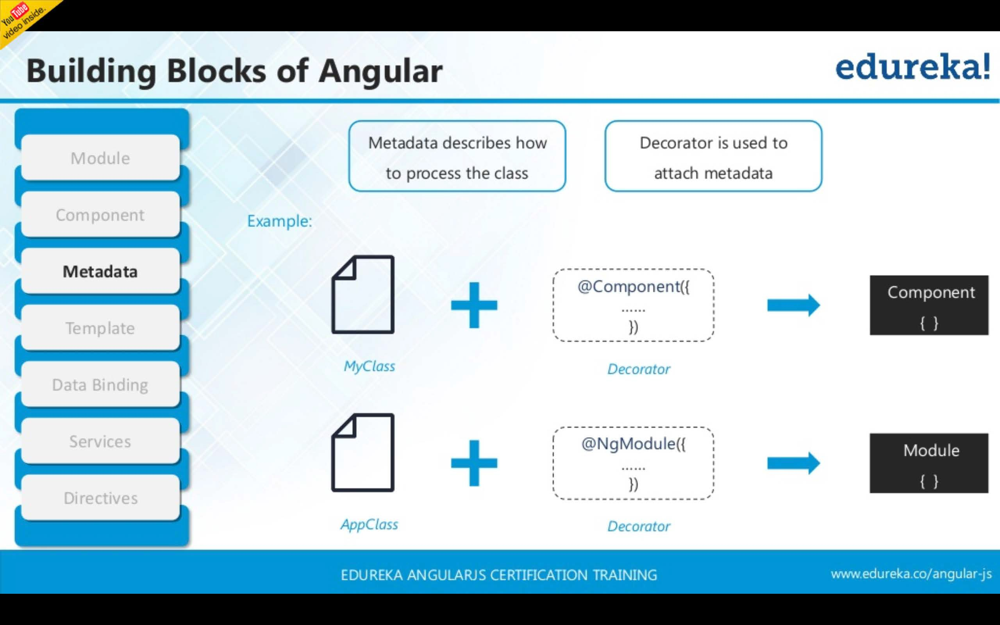 YouTube
video inside.
Building Blocks of Angular
edureka!
Module
Component
Metadata
Template
Data Binding
Services
Directives
Metadata describes how
to process the class
Decorator is used to
attach metadata
Example:
MyClass
@Component({
......
})
Decorator
Component
{ }
AppClass
@NgModule({
......
})
Decorator
Module
{ }
EDUREKA ANGULARJS CERTIFICATION TRAINING
www.edureka.co/angular-js